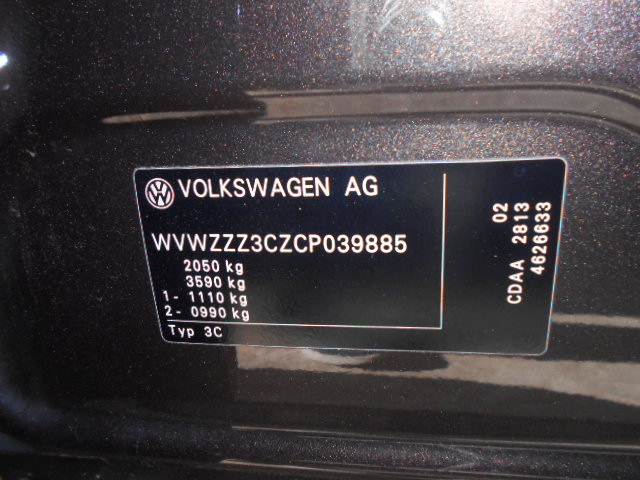 VOLKSWAGEN AG
WVWZZZ3CZCP039885
2050 kg
3590 kg
1- 1110 kg
2- 0990 kg
Typ 3C
02
CDAA 2813
4626633